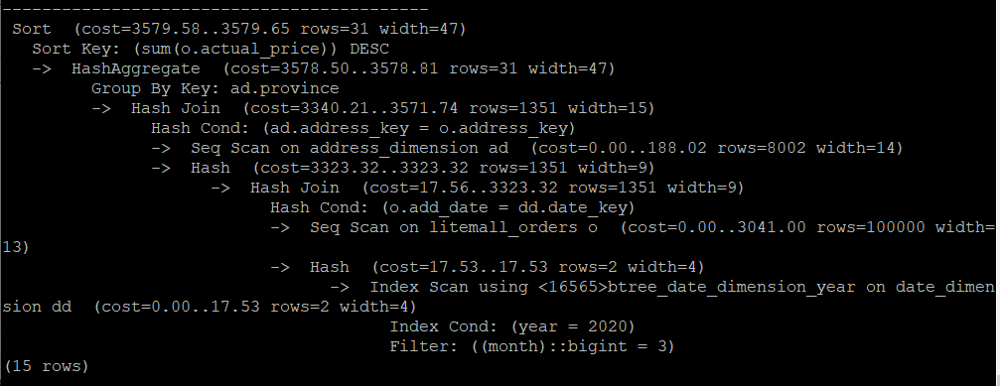 -------------------------------------------
Sort  (cost=3579.58..3579.65 rows=31 width=47)
  Sort Key: (sum(o.actual_price)) DESC
  ->  HashAggregate  (cost=3578.50..3578.81 rows=31 width=47)
        Group By Key: ad.province
        ->  Hash Join  (cost=3340.21..3571.74 rows=1351 width=15)
              Hash Cond: (ad.address_key = o.address_key)
              ->  Seq Scan on address_dimension ad  (cost=0.00..188.02 rows=8002 width=14)
              ->  Hash  (cost=3323.32..3323.32 rows=1351 width=9)
                    ->  Hash Join  (cost=17.56..3323.32 rows=1351 width=9)
                          Hash Cond: (o.add_date = dd.date_key)
                          ->  Seq Scan on litemall_orders o  (cost=0.00..3041.00 rows=100000 width=
13)
                          ->  Hash  (cost=17.53..17.53 rows=2 width=4)
                                ->  Index Scan using <16565>btree_date_dimension_year on date_dimen
sion dd  (cost=0.00..17.53 rows=2 width=4)
                                      Index Cond: (year = 2020)
                                      Filter: ((month)::bigint = 3)
(15 rows)